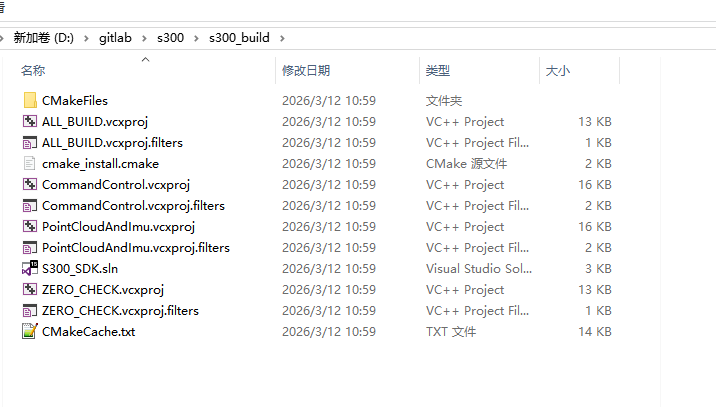 看
新加卷 (D:) › gitlab › s300 › s300_build ›
名称 修改日期 类型 大小
CMakeFiles 2026/3/12 10:59 文件夹
ALL_BUILD.vcxproj 2026/3/12 10:59 VC++ Project 13 KB
ALL_BUILD.vcxproj.filters 2026/3/12 10:59 VC++ Project Fil... 1 KB
cmake_install.cmake 2026/3/12 10:59 CMake 源文件 2 KB
CommandControl.vcxproj 2026/3/12 10:59 VC++ Project 16 KB
CommandControl.vcxproj.filters 2026/3/12 10:59 VC++ Project Fil... 2 KB
PointCloudAndImu.vcxproj 2026/3/12 10:59 VC++ Project 16 KB
PointCloudAndImu.vcxproj.filters 2026/3/12 10:59 VC++ Project Fil... 2 KB
S300_SDK.sln 2026/3/12 10:59 Visual Studio Sol... 3 KB
ZERO_CHECK.vcxproj 2026/3/12 10:59 VC++ Project 13 KB
ZERO_CHECK.vcxproj.filters 2026/3/12 10:59 VC++ Project Fil... 1 KB
CMakeCache.txt 2026/3/12 10:59 TXT 文件 14 KB